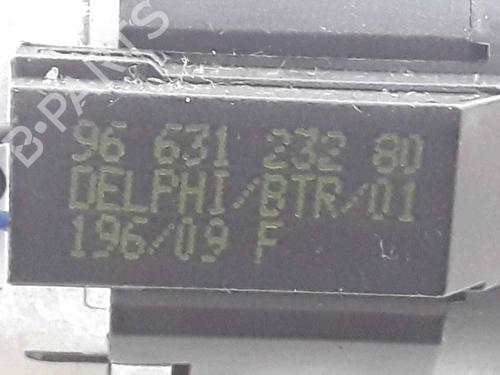 B-PARTS
96 631 232 80
DELPHI/BTR/01
196/09 F